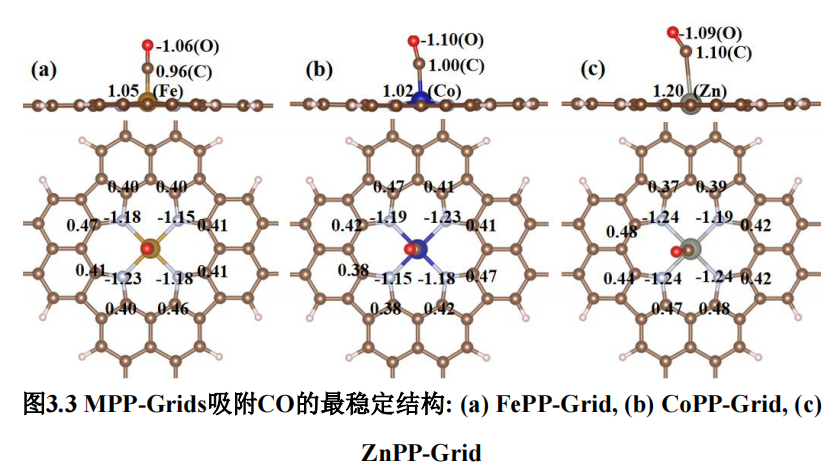 (a)
-1.06(O)
0.96(C)
1.05 (Fe)
0.40 0.40
-1.18 -1.15
0.47 0.41
0.41 0.41
-1.23 -1.18
0.40 0.46
(b)
-1.10(O)
1.00(C)
1.02 (Co)
0.47 0.41
-1.19 -1.23
0.42 0.41
0.38 0.47
-1.15 -1.18
0.38 0.42
(c)
-1.09(O)
1.10(C)
1.20 (Zn)
0.37 0.39
-1.24 -1.19
0.48 0.42
0.44 0.42
-1.24 -1.24
0.47 0.48
图3.3 MPP-Grids吸附CO的最稳定结构: (a) FePP-Grid, (b) CoPP-Grid, (c)
ZnPP-Grid